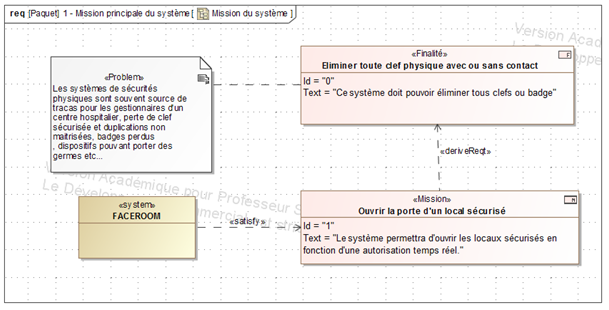 req [Paquet] 1 - Mission principale du système [ Mission du système ]
Version Acad
Le Développe
«Finalité»
Eliminer toute clef physique avec ou sans contact
Id = "0"
Text = "Ce système doit pouvoir éliminer tous clefs ou badge"
«Problem»
Les systèmes de sécurités
physiques sont souvent source de
tracas pour les gestionnaires d'un
centre hospitalier, perte de clef
sécurisée et duplications non
maitrisées, badges perdus
, dispositifs pouvant porter des
germes etc...
«deriveReqt»
Version Académique pour Professeur S
Le Dével
commercial et
«system»
FACEROOM
«satisfy»
«Mission»
Ouvrir la porte d'un local sécurisé
Id = "1"
Text = "Le système permettra d'ouvrir les locaux sécurisés en
fonction d'une autorisation temps réel."